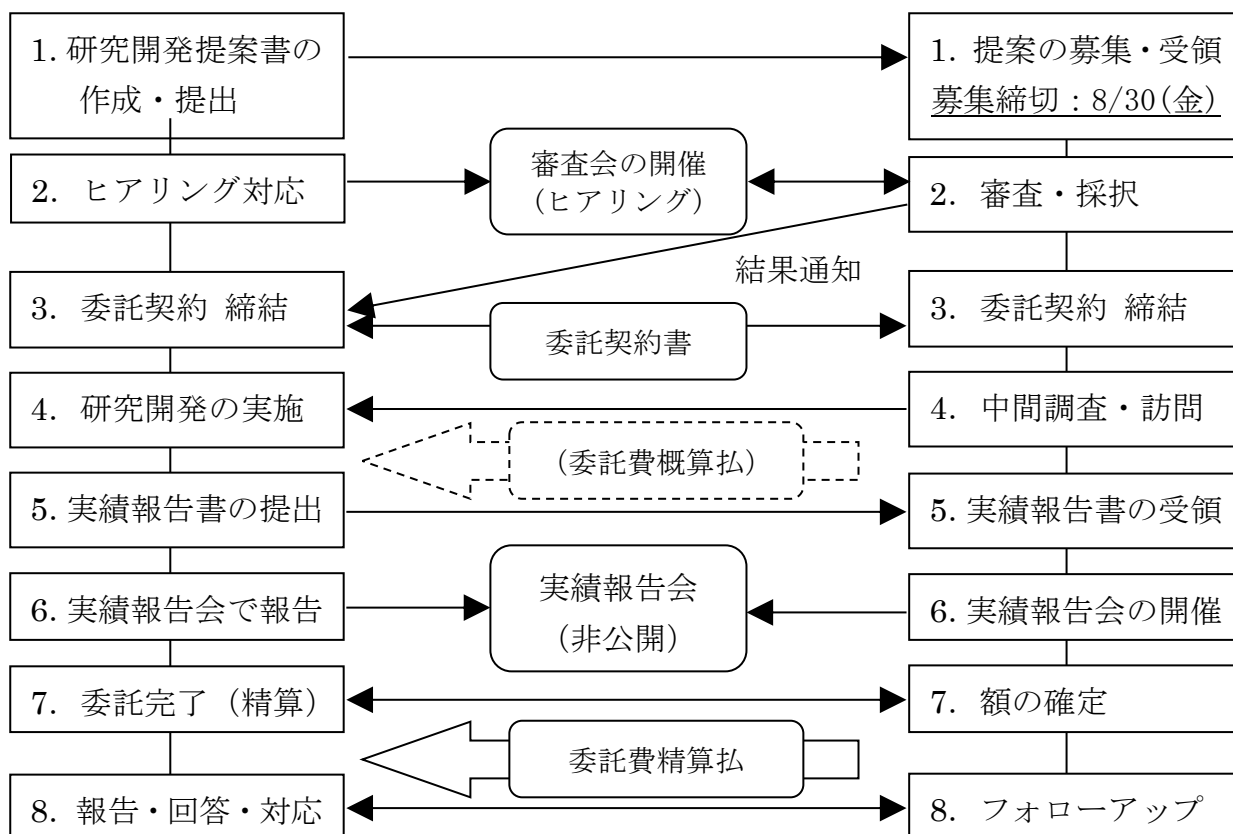 1. 研究開発提案書の
作成・提出
1. 提案の募集・受領
募集締切：8/30(金)
2. ヒアリング対応
審査会の開催
(ヒアリング)
2. 審査・採択
結果通知
3. 委託契約 締結
委託契約書
3. 委託契約 締結
4. 研究開発の実施
4. 中間調査・訪問
(委託費概算払)
5. 実績報告書の提出
5. 実績報告書の受領
6. 実績報告会で報告
実績報告会
(非公開)
6. 実績報告会の開催
7. 委託完了（精算）
7. 額の確定
委託費精算払
8. 報告・回答・対応
8. フォローアップ